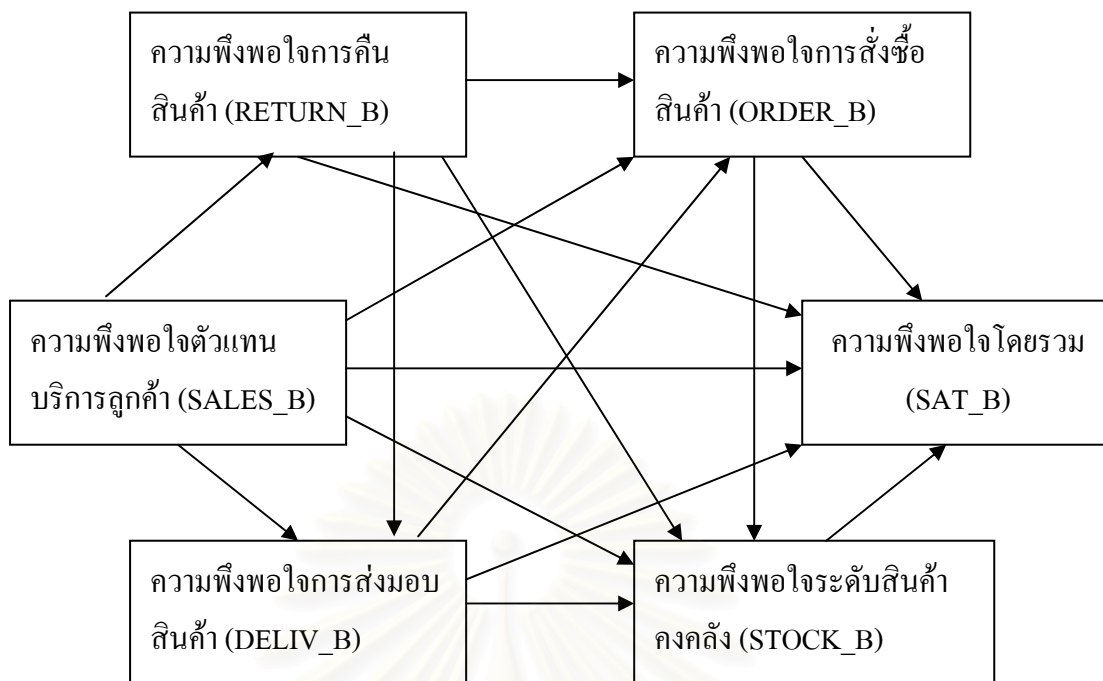 ความพึงพอใจการคืน
สินค้า (RETURN_B)
ความพึงพอใจการสั่งซื้อ
สินค้า (ORDER_B)
ความพึงพอใจตัวแทน
บริการลูกค้า (SALES_B)
ความพึงพอใจโดยรวม
(SAT_B)
ความพึงพอใจการส่งมอบ
สินค้า (DELIV_B)
ความพึงพอใจระดับสินค้า
คงคลัง (STOCK_B)